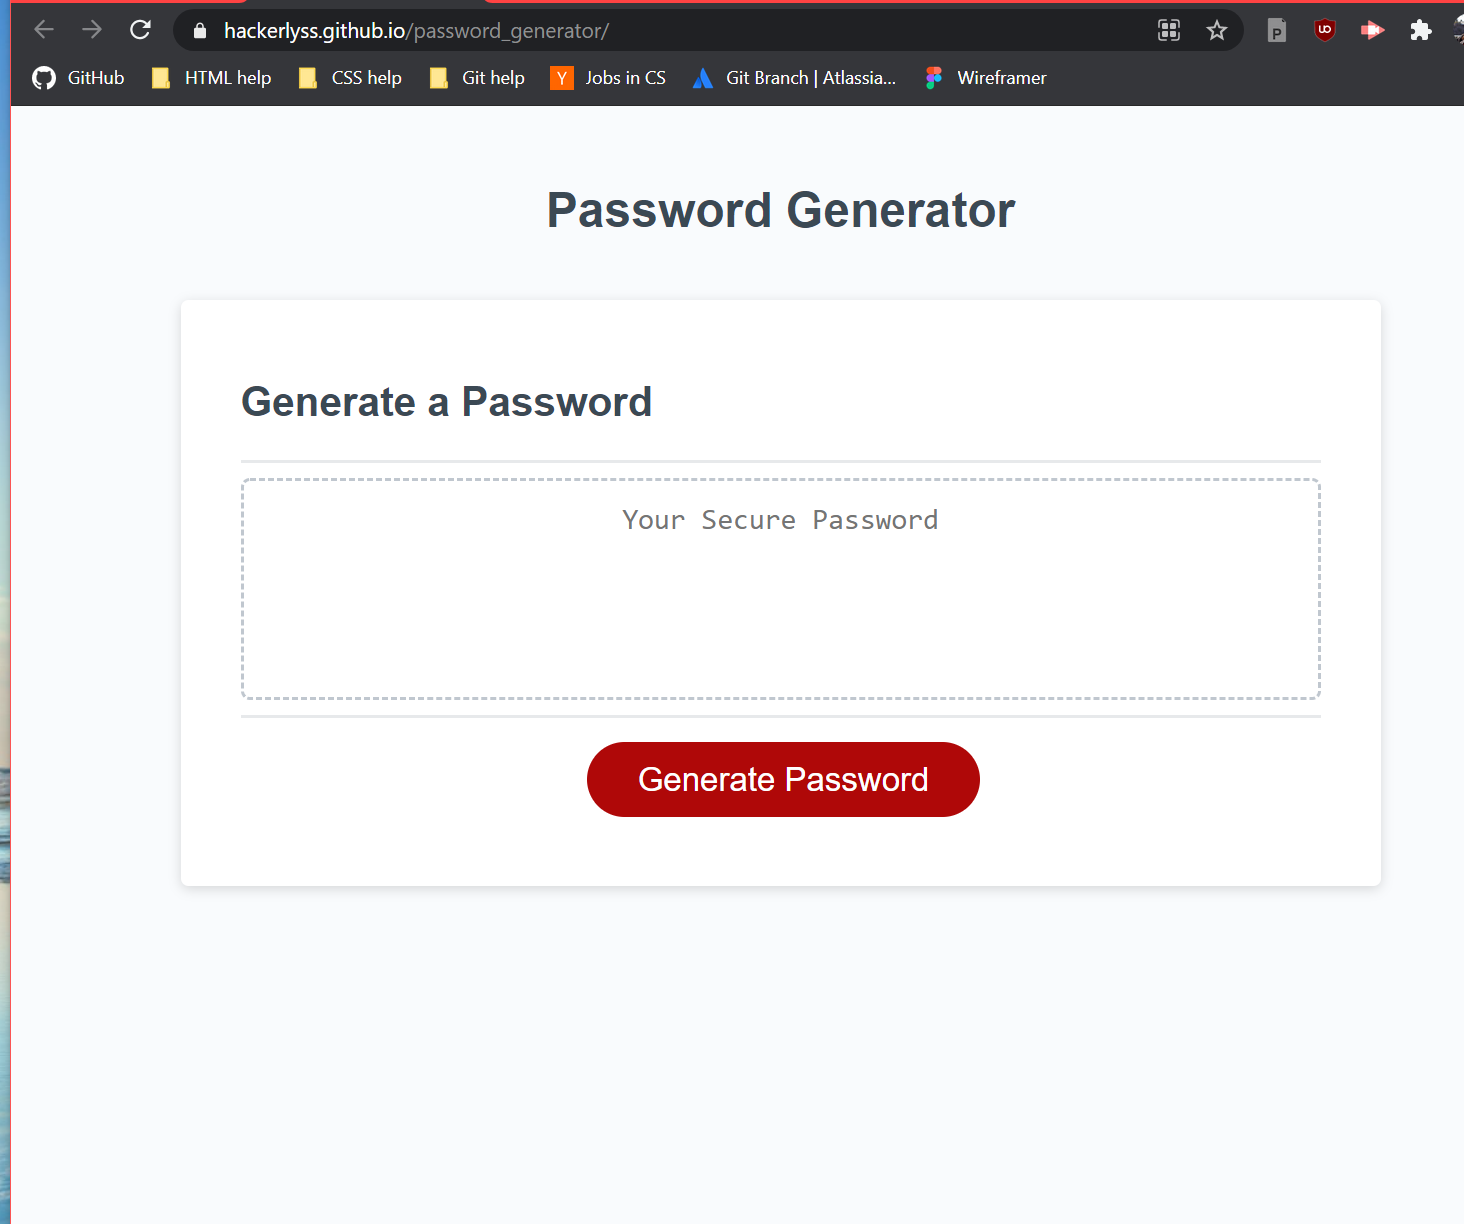 hackerlyss.github.io/password_generator/
P
UO
GitHub HTML help CSS help Git help Y Jobs in CS Git Branch | Atlassia... Wireframer
Password Generator
Generate a Password
Your Secure Password
Generate Password